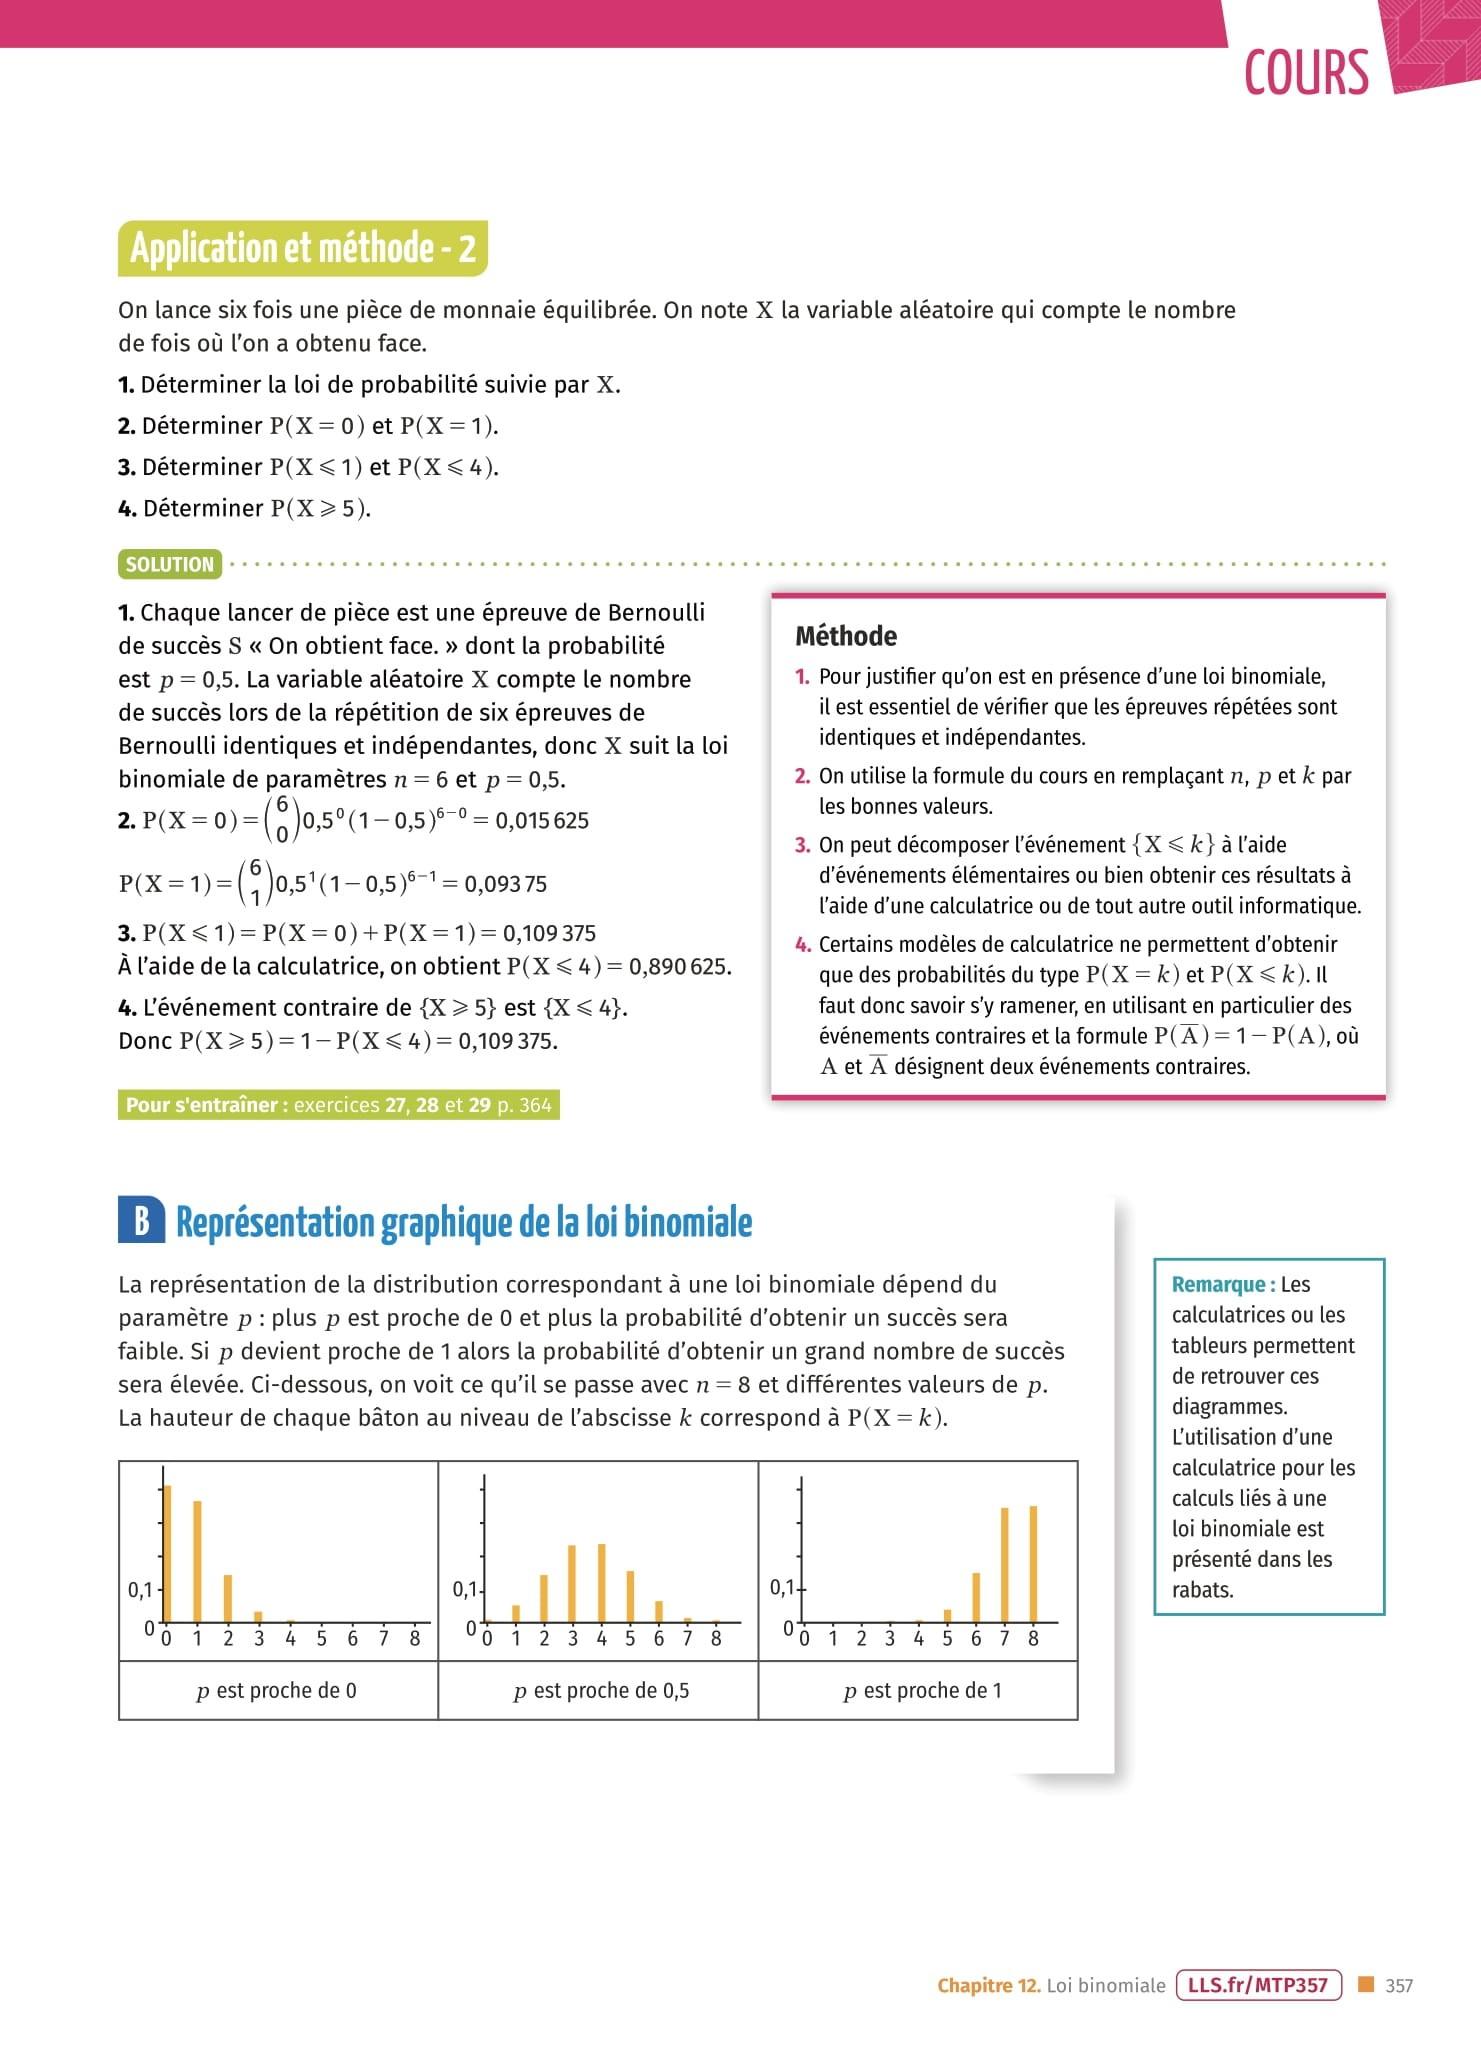 COURS
Application et méthode - 2
On lance six fois une pièce de monnaie équilibrée. On note X la variable aléatoire qui compte le nombre
de fois où l’on a obtenu face.
1. Déterminer la loi de probabilité suivie par X.
2. Déterminer P(X = 0) et P(X = 1).
3. Déterminer P(X ⩽ 1) et P(X ⩽ 4).
4. Déterminer P(X ⩾ 5).
SOLUTION
1. Chaque lancer de pièce est une épreuve de Bernoulli
de succès S « On obtient face. » dont la probabilité
est p = 0,5. La variable aléatoire X compte le nombre
de succès lors de la répétition de six épreuves de
Bernoulli identiques et indépendantes, donc X suit la loi
binomiale de paramètres n = 6 et p = 0,5.
2. P(X = 0) = (6 0) 0,5⁰ (1 − 0,5)⁶⁻⁰ = 0,015 625
P(X = 1) = (6 1) 0,5¹ (1 − 0,5)⁶⁻¹ = 0,093 75
3. P(X ⩽ 1) = P(X = 0) + P(X = 1) = 0,109 375
À l’aide de la calculatrice, on obtient P(X ⩽ 4) = 0,890 625.
4. L’événement contraire de {X ⩾ 5} est {X ⩽ 4}.
Donc P(X ⩾ 5) = 1 − P(X ⩽ 4) = 0,109 375.
Pour s'entraîner : exercices 27, 28 et 29 p. 364
Méthode
1. Pour justifier qu’on est en présence d’une loi binomiale,
il est essentiel de vérifier que les épreuves répétées sont
identiques et indépendantes.
2. On utilise la formule du cours en remplaçant n, p et k par
les bonnes valeurs.
3. On peut décomposer l’événement {X ⩽ k} à l’aide
d’événements élémentaires ou bien obtenir ces résultats à
l’aide d’une calculatrice ou de tout autre outil informatique.
4. Certains modèles de calculatrice ne permettent d’obtenir
que des probabilités du type P(X = k) et P(X ⩽ k). Il
faut donc savoir s’y ramener, en utilisant en particulier des
événements contraires et la formule P(A̅) = 1 − P(A), où
A et A̅ désignent deux événements contraires.
B Représentation graphique de la loi binomiale
La représentation de la distribution correspondant à une loi binomiale dépend du
paramètre p : plus p est proche de 0 et plus la probabilité d’obtenir un succès sera
faible. Si p devient proche de 1 alors la probabilité d’obtenir un grand nombre de succès
sera élevée. Ci-dessous, on voit ce qu’il se passe avec n = 8 et différentes valeurs de p.
La hauteur de chaque bâton au niveau de l’abscisse k correspond à P(X = k).
0,1
0
0 1 2 3 4 5 6 7 8
p est proche de 0
0,1
0
0 1 2 3 4 5 6 7 8
p est proche de 0,5
0,1
0
0 1 2 3 4 5 6 7 8
p est proche de 1
Remarque : Les
calculatrices ou les
tableurs permettent
de retrouver ces
diagrammes.
L’utilisation d’une
calculatrice pour les
calculs liés à une
loi binomiale est
présenté dans les
rabats.
Chapitre 12. Loi binomiale LLS.fr/MTP357 357